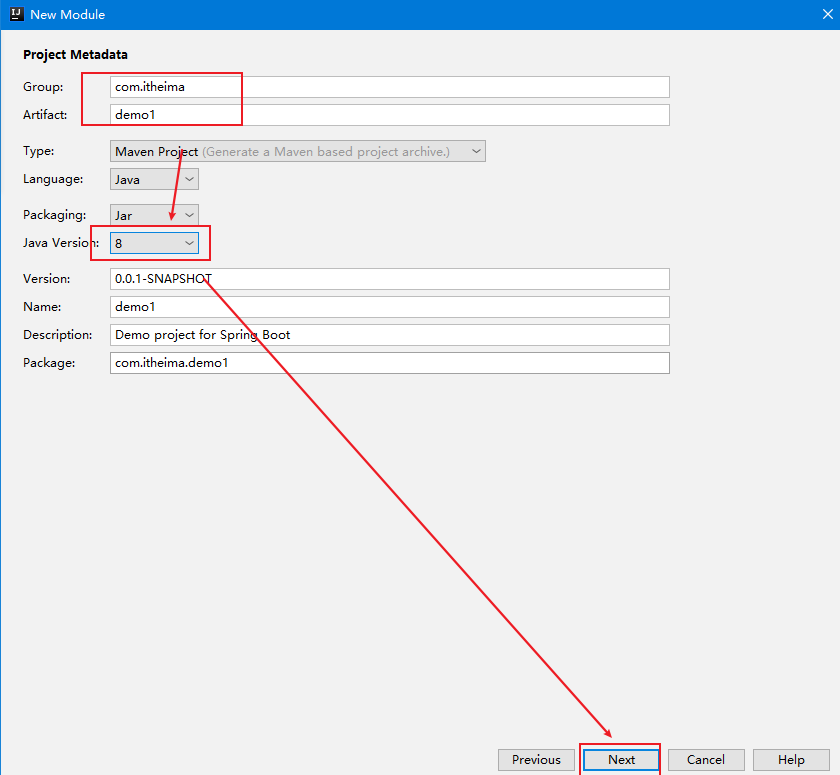 New Module
Project Metadata
Group: com.itheima
Artifact: demo1
Type: Maven Project (Generate a Maven based project archive.)
Language: Java
Packaging: Jar
Java Version: 8
Version: 0.0.1-SNAPSHOT
Name: demo1
Description: Demo project for Spring Boot
Package: com.itheima.demo1
Previous Next Cancel Help